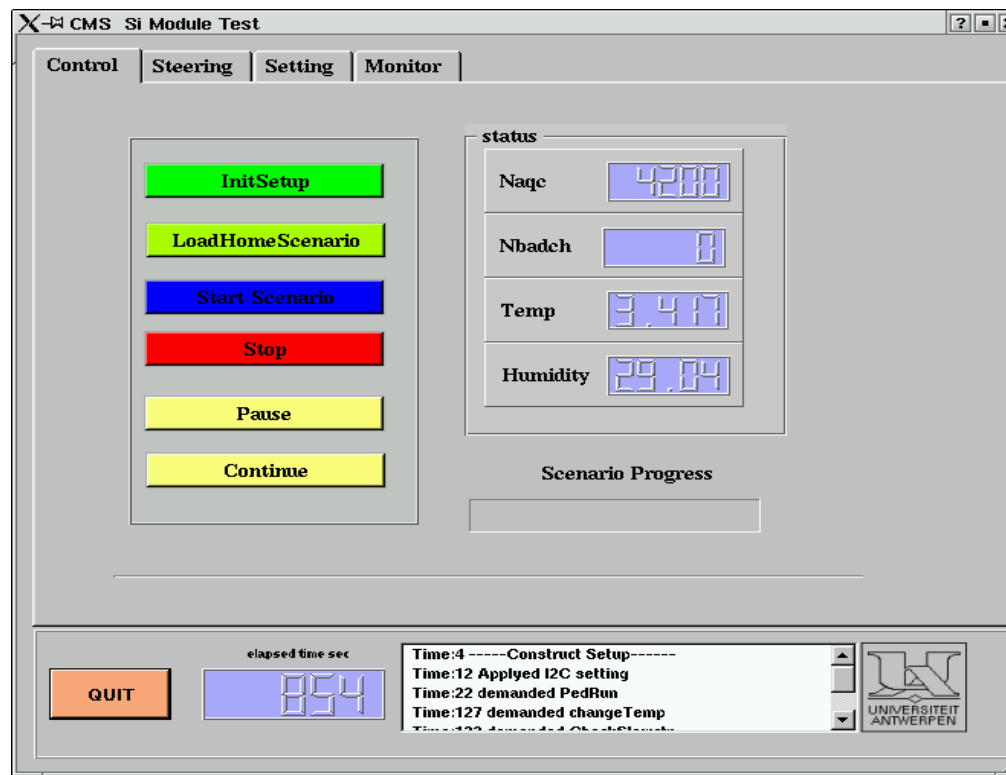 CMS Si Module Test
Control Steering Setting Monitor
InitSetup
LoadHomeScenario
Start Scenario
Stop
Pause
Continue
status
Naqc 4200
Nbadch 0
Temp 3.417
Humidity 29.04
Scenario Progress
QUIT
elapsed time sec
854
Time:4 -----Construct Setup------
Time:12 Applyed I2C setting
Time:22 demanded PedRun
Time:127 demanded changeTemp
demanded
UNIVERSITEIT
ANTWERPEN